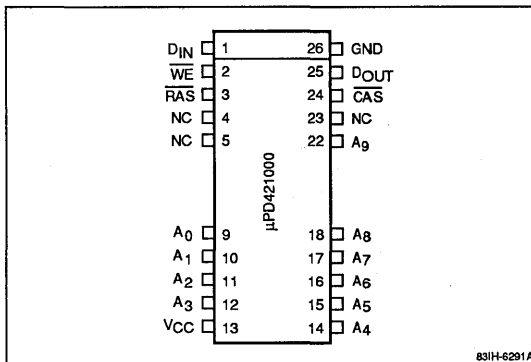 DIN 1 26 GND
WE 2 25 DOUT
RAS 3 24 CAS
NC 4 23 NC
NC 5 22 A9
μPD421000
A0 9 18 A8
A1 10 17 A7
A2 11 16 A6
A3 12 15 A5
VCC 13 14 A4
83IH-6291A